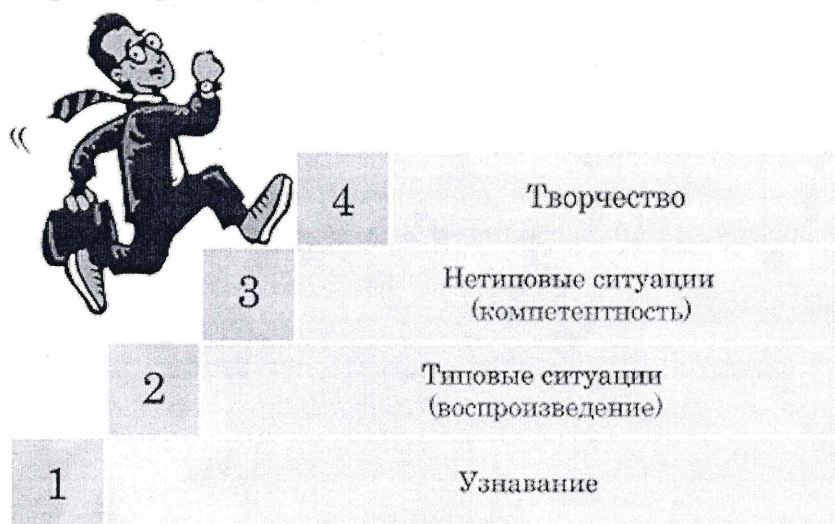 4 Творчество
3 Нетиповые ситуации
(компетентность)
2 Типовые ситуации
(воспроизведение)
1 Узнавание